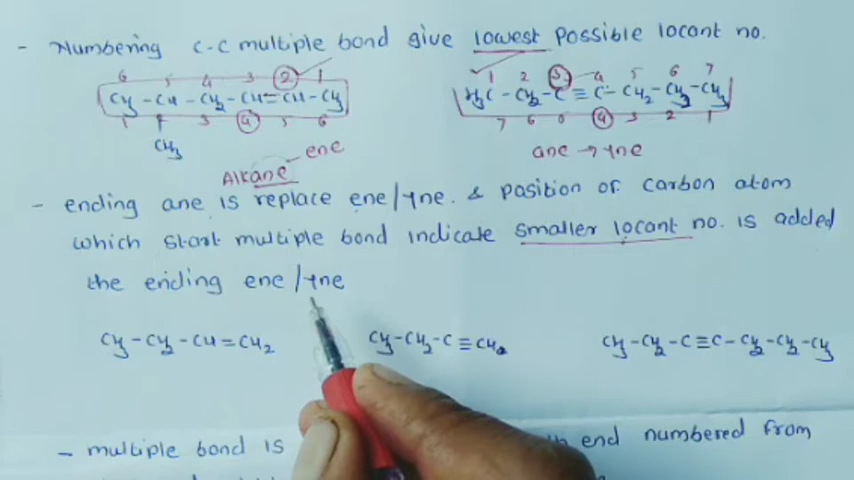 - Numbering C-C multiple bond give lowest possible locant no.
6 5 4 3 2 1
CH3 - CH - CH2 - CH = CH - CH3
1 2 3 4 5 6
CH3
1 2 3 4 5 6 7
H3C - CH2 - C ≡ C - CH2 - CH2 - CH3
7 6 5 4 3 2 1
Alkane ene
ane → yne
- ending ane is replace ene/yne. & position of carbon atom
which start multiple bond indicate smaller locant no. is added
the ending ene/yne
CH3 - CH2 - CH = CH2
CH3 - CH2 - C ≡ CH
CH3 - CH2 - C ≡ C - CH2 - CH2 - CH3
- multiple bond is end numbered from